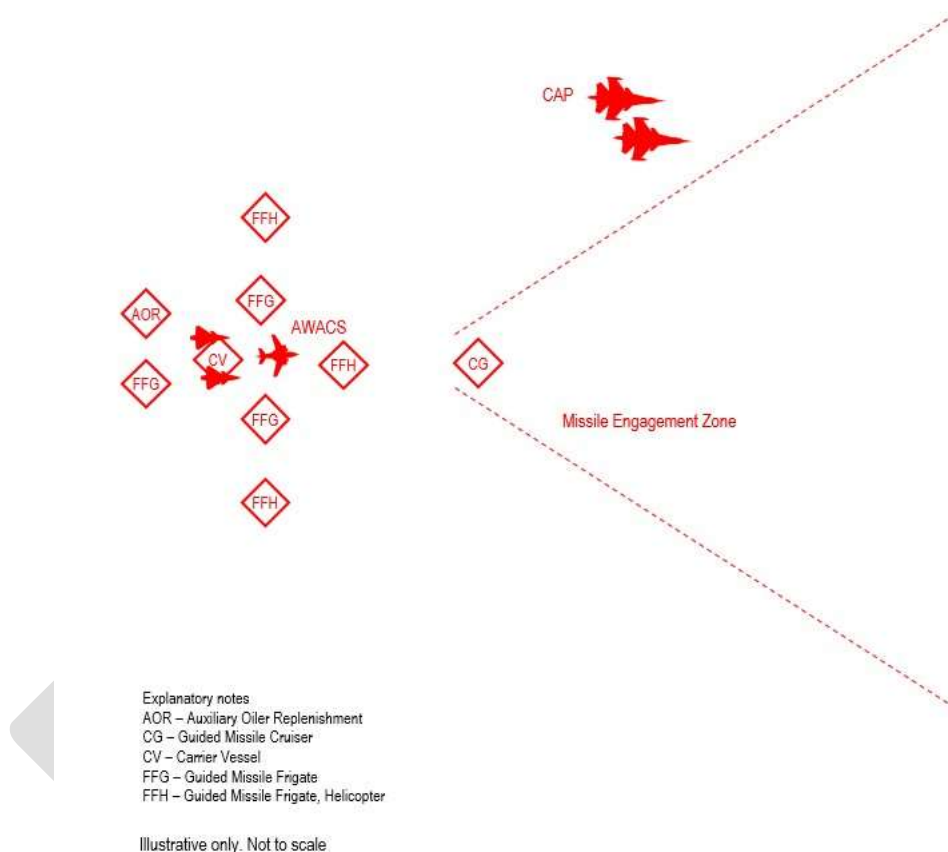 CAP
FFH
FFG
AOR
AWACS
CV
FFH
CG
FFG
FFG
Missile Engagement Zone
FFH
Explanatory notes
AOR – Auxiliary Oiler Replenishment
CG – Guided Missile Cruiser
CV – Carrier Vessel
FFG – Guided Missile Frigate
FFH – Guided Missile Frigate, Helicopter
Illustrative only. Not to scale